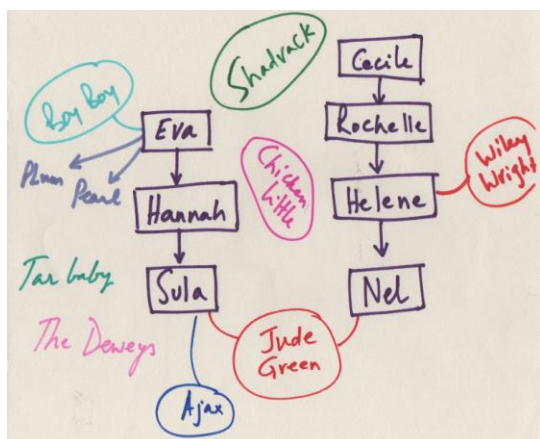 Shadrack
Cecile
Boy Boy
Eva
Rochelle
Plum
Pearl
Chicken
Little
Wiley
Wright
Hannah
Helene
Tar baby
Sula
Nel
The Deweys
Jude
Green
Ajax